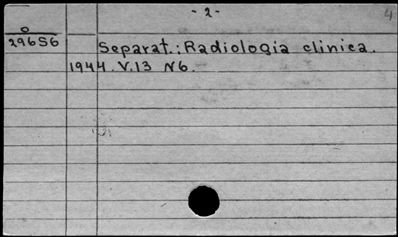 - 2 -
4
O
29656
Separat.: Radiologia clinica.
1944. V.13 N6.